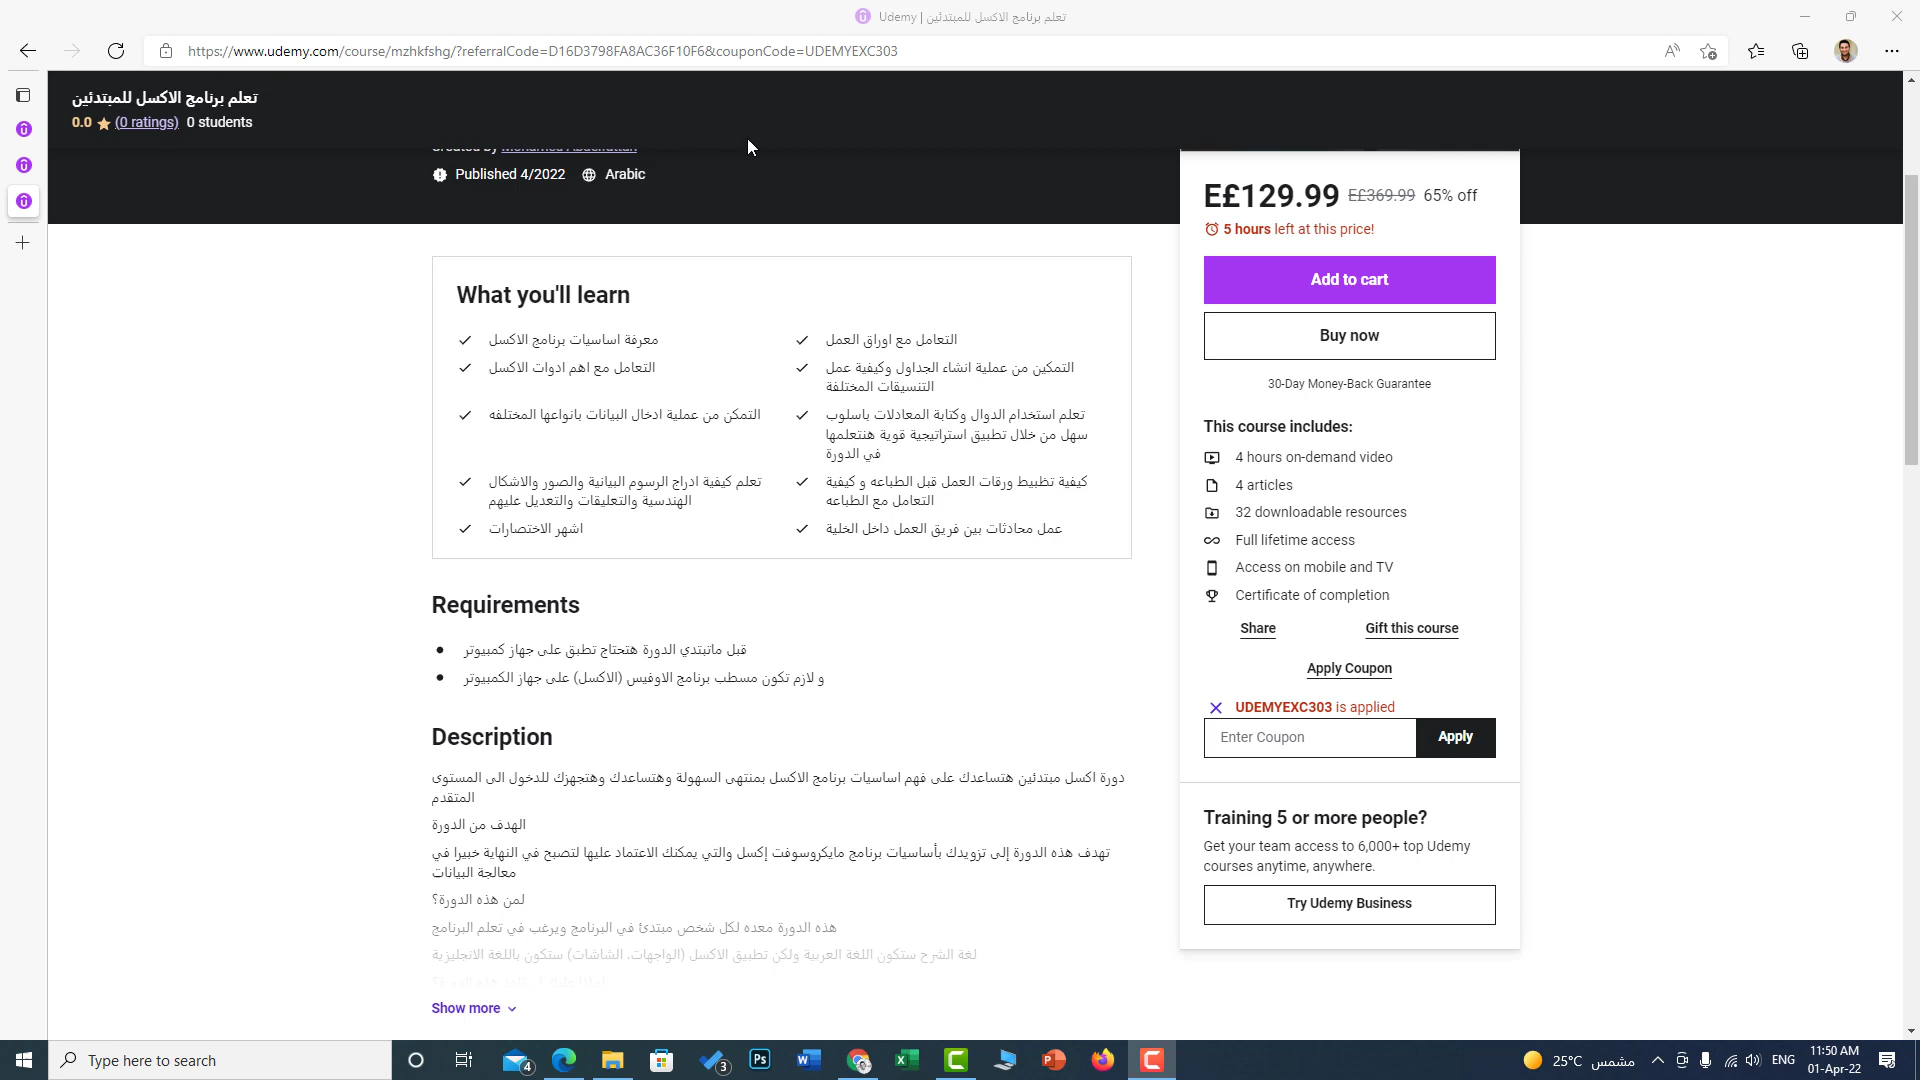 Udemy | تعلم برنامج الاكسل للمبتدئين
https://www.udemy.com/course/mzhkfshg/?referralCode=D16D3798FA8AC36F10F6&couponCode=UDEMYEXC303
تعلم برنامج الاكسل للمبتدئين
0.0 (0 ratings) 0 students
Created by Mohamed Abdelfattah
Published 4/2022 Arabic
What you'll learn
معرفة اساسيات برنامج الاكسل
التعامل مع اوراق العمل
التعامل مع اهم ادوات الاكسل
التمكين من عملية انشاء الجداول وكيفية عمل
التنسيقات المختلفة
التمكن من عملية ادخال البيانات بانواعها المختلفه
تعلم استخدام الدوال وكتابة المعادلات باسلوب
سهل من خلال تطبيق استراتيجية قوية هنتعلمها
في الدورة
تعلم كيفية ادراج الرسوم البيانية والصور والاشكال
الهندسية والتعليقات والتعديل عليهم
كيفية تظبيط ورقات العمل قبل الطباعه و كيفية
التعامل مع الطباعه
اشهر الاختصارات
عمل محادثات بين فريق العمل داخل الخلية
Requirements
قبل ماتبتدي الدورة هتحتاج تطبق على جهاز كمبيوتر
و لازم تكون مسطب برنامج الاوفيس (الاكسل) على جهاز الكمبيوتر
Description
دورة اكسل مبتدئين هتساعدك على فهم اساسيات برنامج الاكسل بمنتهى السهولة وهتساعدك وهتجهزك للدخول الى المستوى
المتقدم
الهدف من الدورة
تهدف هذه الدورة إلى تزويدك بأساسيات برنامج مايكروسوفت إكسل والتي يمكنك الاعتماد عليها لتصبح في النهاية خبيرا في
معالجة البيانات
لمن هذه الدورة؟
هذه الدورة معده لكل شخص مبتدئ في البرنامج ويرغب في تعلم البرنامج
لغة الشرح ستكون اللغة العربية ولكن تطبيق الاكسل (الواجهات، الشاشات) ستكون باللغة الانجليزية
Show more
E£129.99 E£369.99 65% off
5 hours left at this price!
Add to cart
Buy now
30-Day Money-Back Guarantee
This course includes:
4 hours on-demand video
4 articles
32 downloadable resources
Full lifetime access
Access on mobile and TV
Certificate of completion
Share Gift this course
Apply Coupon
UDEMYEXC303 is applied
Enter Coupon Apply
Training 5 or more people?
Get your team access to 6,000+ top Udemy
courses anytime, anywhere.
Try Udemy Business
Type here to search
4
3
Ps
25°C مشمس
ENG
11:50 AM
01-Apr-22